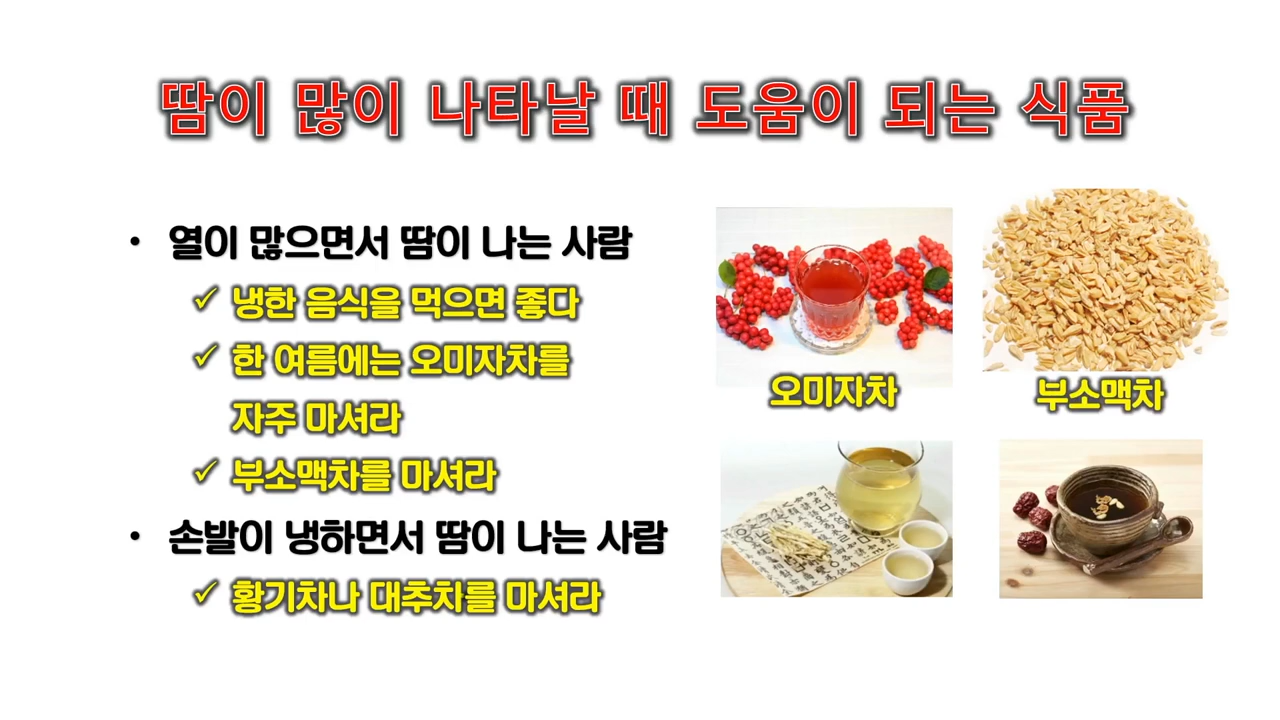 땀이 많이 나타날 때 도움이 되는 식품
• 열이 많으면서 땀이 나는 사람
✓ 냉한 음식을 먹으면 좋다
✓ 한 여름에는 오미자차를
자주 마셔라
✓ 부소맥차를 마셔라
• 손발이 냉하면서 땀이 나는 사람
✓ 황기차나 대추차를 마셔라
오미자차
부소맥차